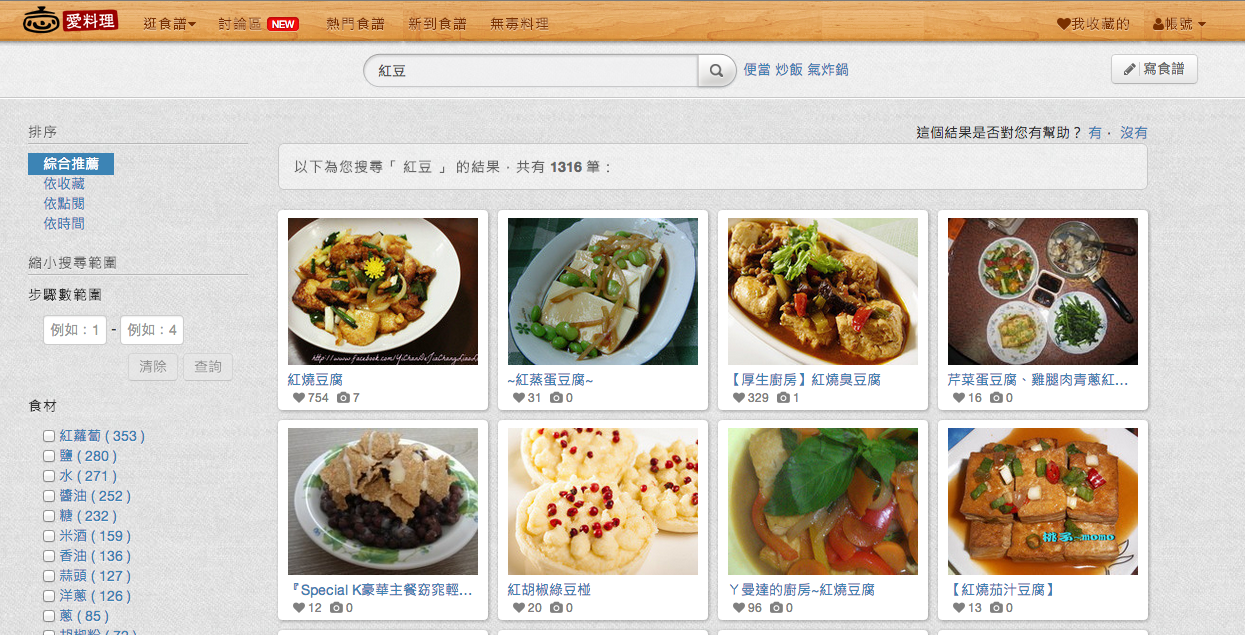 愛料理 逛食譜 討論區 NEW 熱門食譜 新到食譜 無毒料理 我收藏的 帳號
紅豆 便當 炒飯 氣炸鍋 寫食譜
排序
綜合推薦
依收藏
依點閱
依時間
縮小搜尋範圍
步驟數範圍
例如：1 - 例如：4
清除 查詢
食材
紅蘿蔔 ( 353 )
鹽 ( 280 )
水 ( 271 )
醬油 ( 252 )
糖 ( 232 )
米酒 ( 159 )
香油 ( 136 )
蒜頭 ( 127 )
洋蔥 ( 126 )
蔥 ( 85 )
胡椒粉 ( 72 )
這個結果是否對您有幫助？ 有 · 沒有
以下為您搜尋「 紅豆 」 的結果，共有 1316 筆：
紅燒豆腐
754 7
~紅蒸蛋豆腐~
31 0
【厚生廚房】紅燒臭豆腐
329 1
芹菜蛋豆腐、雞腿肉青蔥紅...
16 0
『Special K豪華主餐窈窕輕...
12 0
紅胡椒綠豆椪
20 0
ㄚ曼達的廚房~紅燒豆腐
96 0
桃家~momo
【紅燒茄汁豆腐】
13 0